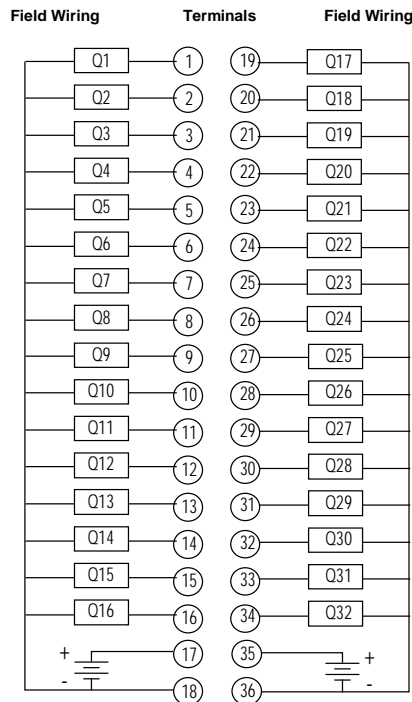 Field Wiring Terminals Field Wiring
Q1 1 19 Q17
Q2 2 20 Q18
Q3 3 21 Q19
Q4 4 22 Q20
Q5 5 23 Q21
Q6 6 24 Q22
Q7 7 25 Q23
Q8 8 26 Q24
Q9 9 27 Q25
Q10 10 28 Q26
Q11 11 29 Q27
Q12 12 30 Q28
Q13 13 31 Q29
Q14 14 32 Q30
Q15 15 33 Q31
Q16 16 34 Q32
+ 17 35 +
- 18 36 -